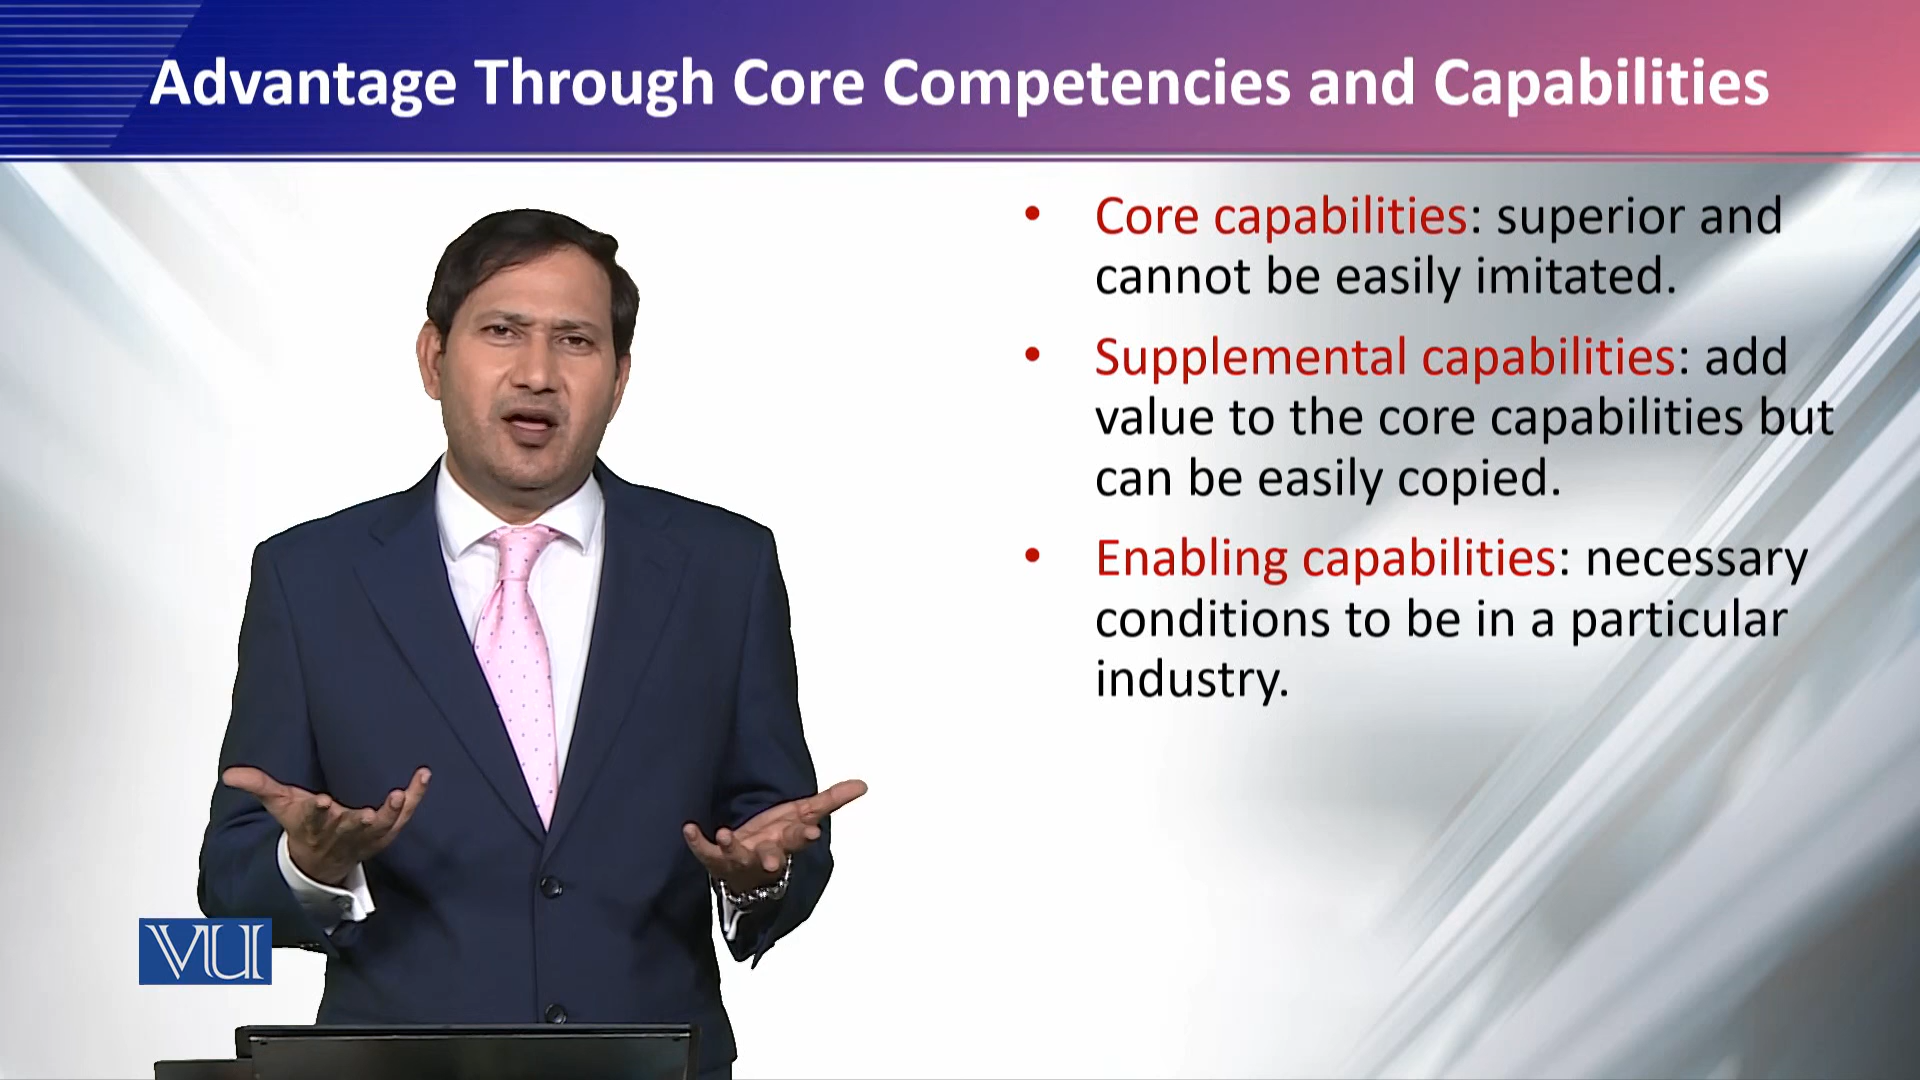 Advantage Through Core Competencies and Capabilities
• Core capabilities: superior and
cannot be easily imitated.
• Supplemental capabilities: add
value to the core capabilities but
can be easily copied.
• Enabling capabilities: necessary
conditions to be in a particular
industry.
VU